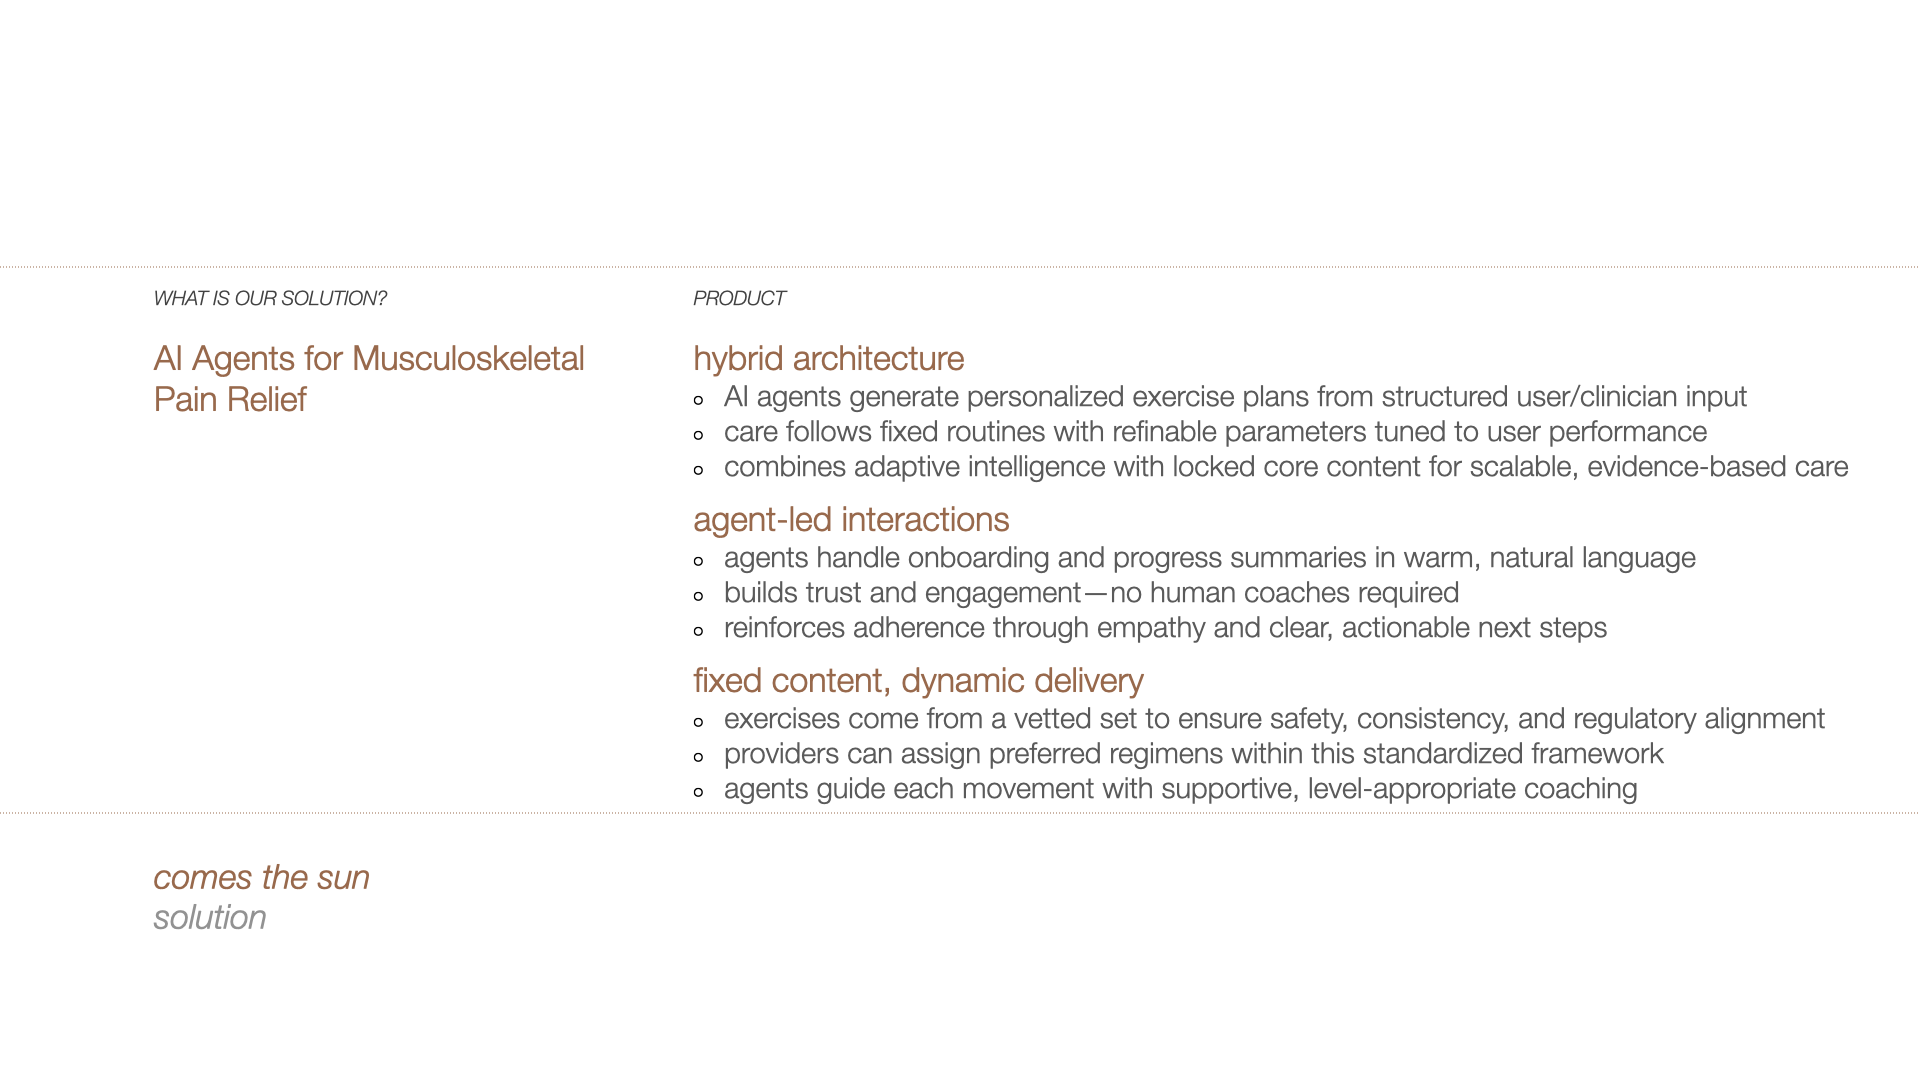 WHAT IS OUR SOLUTION?
AI Agents for Musculoskeletal
Pain Relief
PRODUCT
hybrid architecture
AI agents generate personalized exercise plans from structured user/clinician input
care follows fixed routines with refinable parameters tuned to user performance
combines adaptive intelligence with locked core content for scalable, evidence-based care
agent-led interactions
agents handle onboarding and progress summaries in warm, natural language
builds trust and engagement—no human coaches required
reinforces adherence through empathy and clear, actionable next steps
fixed content, dynamic delivery
exercises come from a vetted set to ensure safety, consistency, and regulatory alignment
providers can assign preferred regimens within this standardized framework
agents guide each movement with supportive, level-appropriate coaching
comes the sun
solution